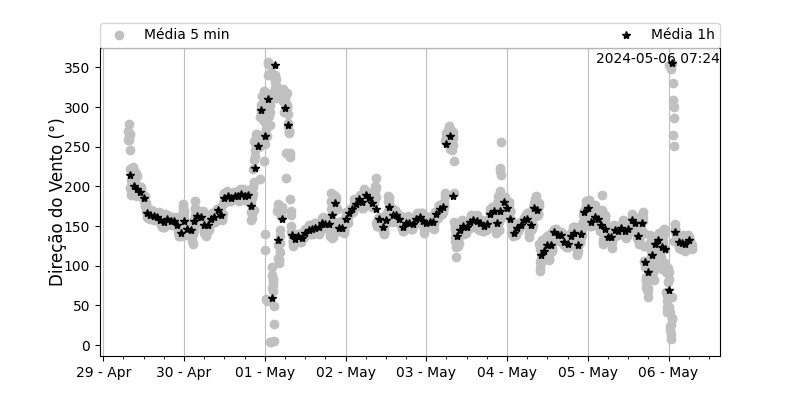 Média 5 min
Média 1h
2024-05-06 07:24
Direção do Vento (°)
350
300
250
200
150
100
50
0
29 - Apr
30 - Apr
01 - May
02 - May
03 - May
04 - May
05 - May
06 - May